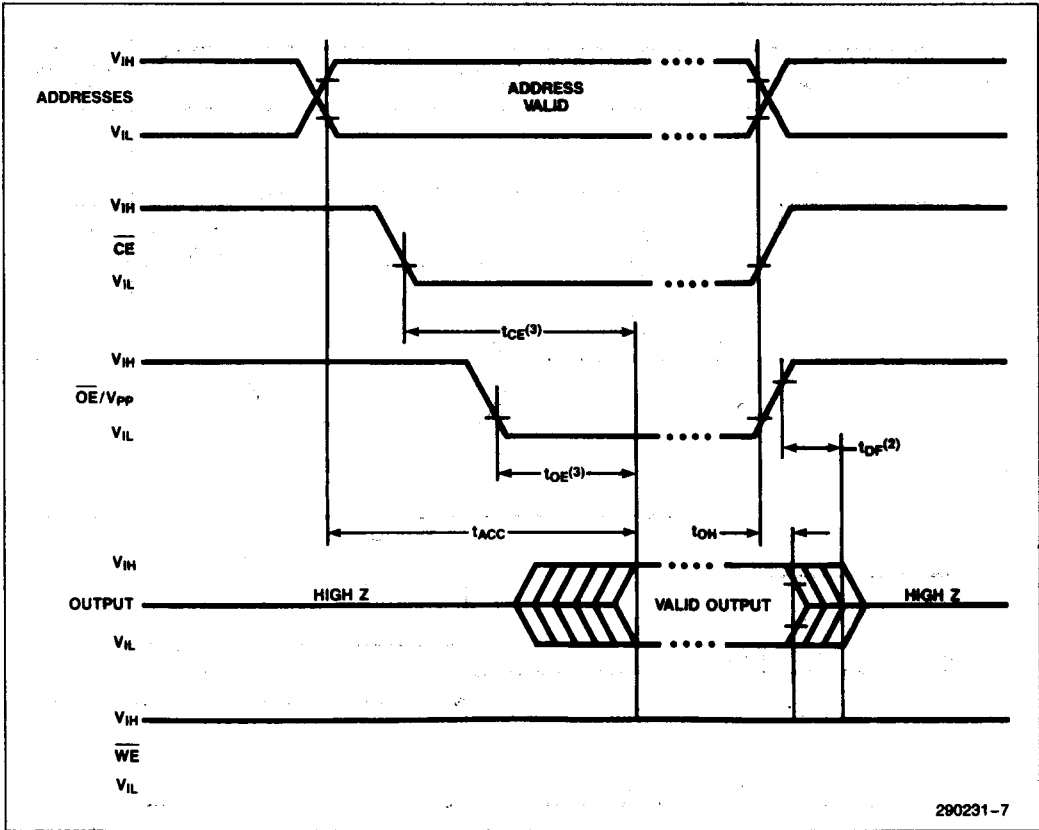 VIH
ADDRESSES
VIL
ADDRESS
VALID
VIH
CE
VIL
tCE(3)
VIH
OE/VPP
VIL
tOE(3)
tDF(2)
tACC
tOH
VIH
OUTPUT
VIL
HIGH Z
VALID OUTPUT
HIGH Z
VIH
WE
VIL
290231-7